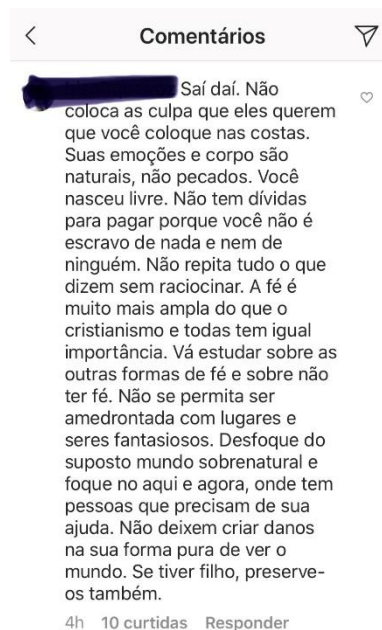 Comentários
Saí daí. Não
coloca as culpa que eles querem
que você coloque nas costas.
Suas emoções e corpo são
naturais, não pecados. Você
nasceu livre. Não tem dívidas
para pagar porque você não é
escravo de nada e nem de
ninguém. Não repita tudo o que
dizem sem raciocinar. A fé é
muito mais ampla do que o
cristianismo e todas tem igual
importância. Vá estudar sobre as
outras formas de fé e sobre não
ter fé. Não se permita ser
amedrontada com lugares e
seres fantasiosos. Desfoque do
suposto mundo sobrenatural e
foque no aqui e agora, onde tem
pessoas que precisam de sua
ajuda. Não deixem criar danos
na sua forma pura de ver o
mundo. Se tiver filho, preserve-
os também.
4h 10 curtidas Responder